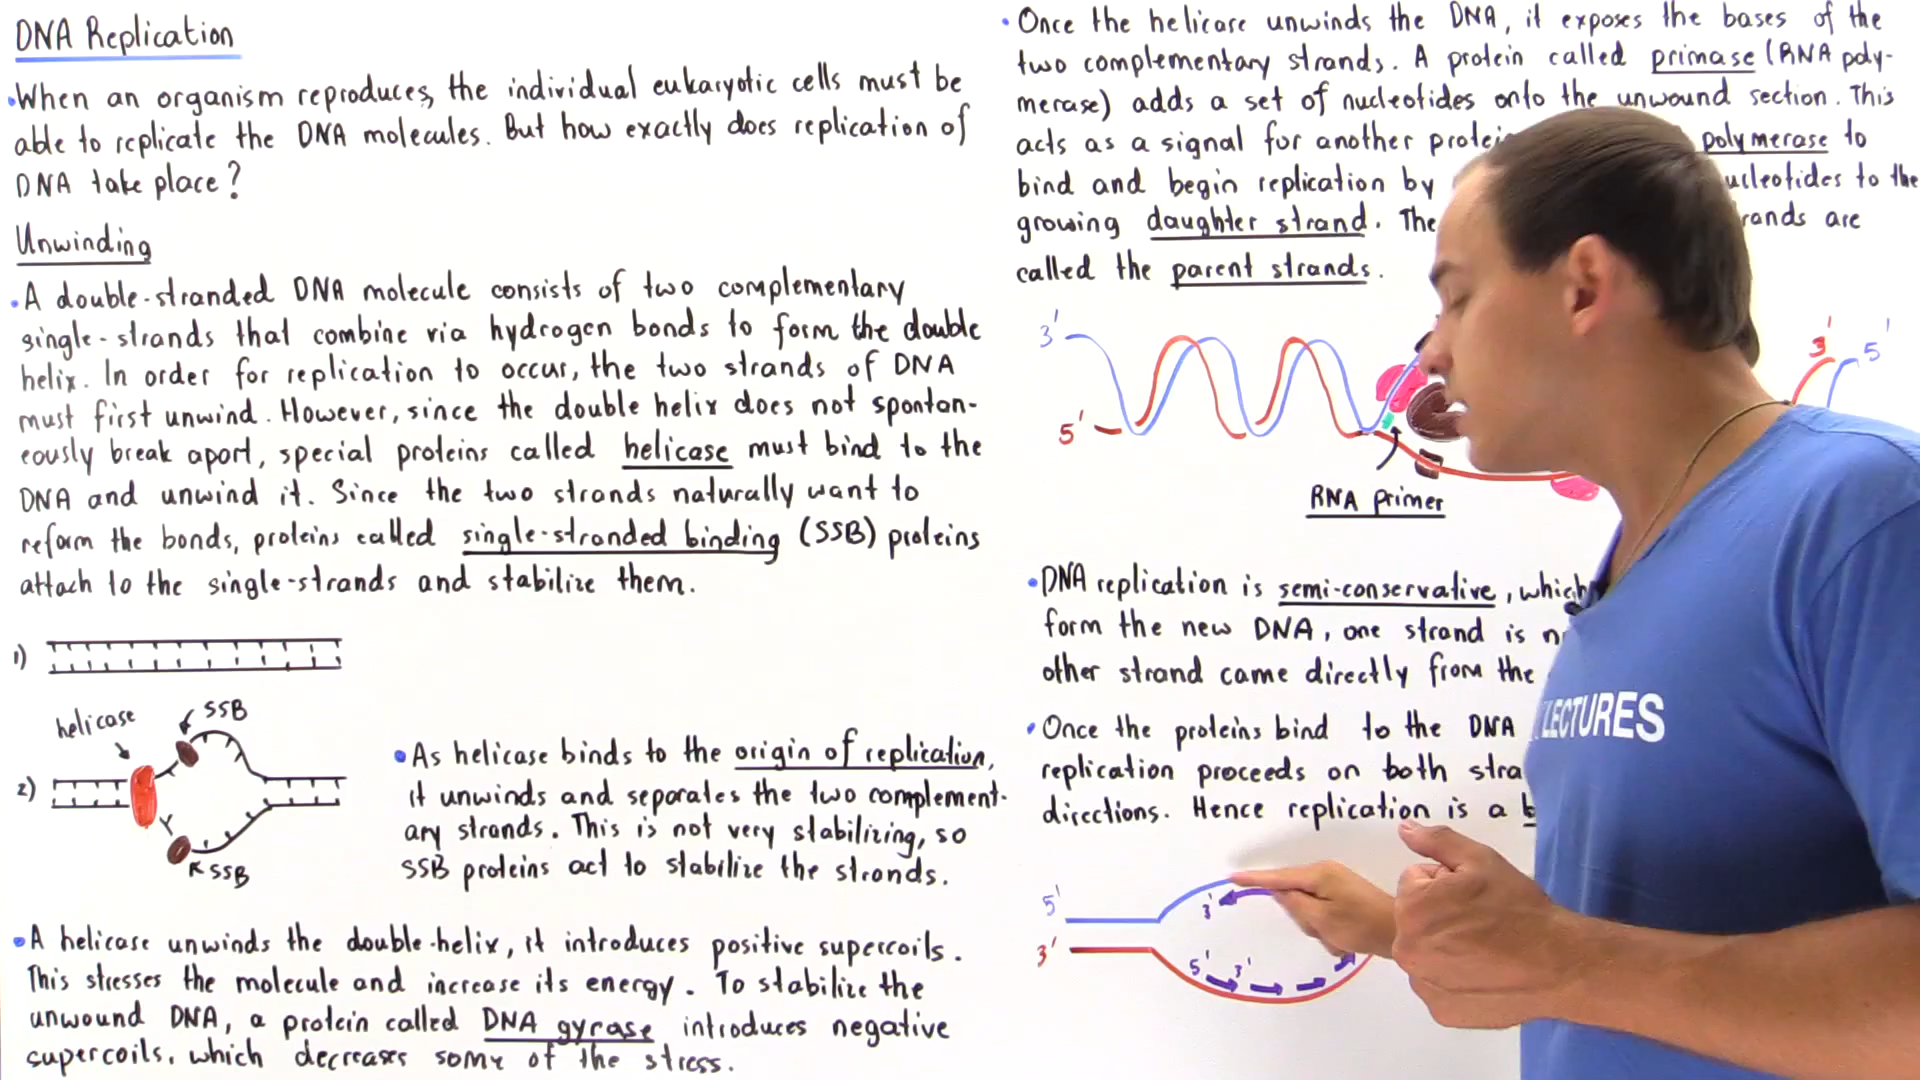 DNA Replication
•When an organism reproduces, the individual eukaryotic cells must be
able to replicate the DNA molecules. But how exactly does replication of
DNA take place?
Unwinding
•A double-stranded DNA molecule consists of two complementary
single-strands that combine via hydrogen bonds to form the double
helix. In order for replication to occur, the two strands of DNA
must first unwind. However, since the double helix does not spontan-
eously break apart, special proteins called helicase must bind to the
DNA and unwind it. Since the two strands naturally want to
reform the bonds, proteins called single-stranded binding (SSB) proteins
attach to the single-strands and stabilize them.
1)
helicase
SSB
2)
SSB
•As helicase binds to the origin of replication,
it unwinds and separates the two complement-
ary strands. This is not very stabilizing, so
SSB proteins act to stabilize the strands.
•A helicase unwinds the double-helix, it introduces positive supercoils.
This stresses the molecule and increase its energy. To stabilize the
unwound DNA, a protein called DNA gyrase introduces negative
supercoils, which decreases some of the stress.
•Once the helicase unwinds the DNA, it exposes the bases of the
two complementary strands. A protein called primase (RNA poly-
merase) adds a set of nucleotides onto the unwound section. This
acts as a signal for another polymerase to
bind and begin replication by to the
growing daughter strand. The are
called the parent strands.
3'
5'
3'
5'
RNA primer
•DNA replication is semi-conservative, which
form the new DNA, one strand is
other strand came directly from the
•Once the proteins bind to the DNA
replication proceeds on both
directions. Hence replication is a
5'
3'
3'
5' 3'
LECTURES